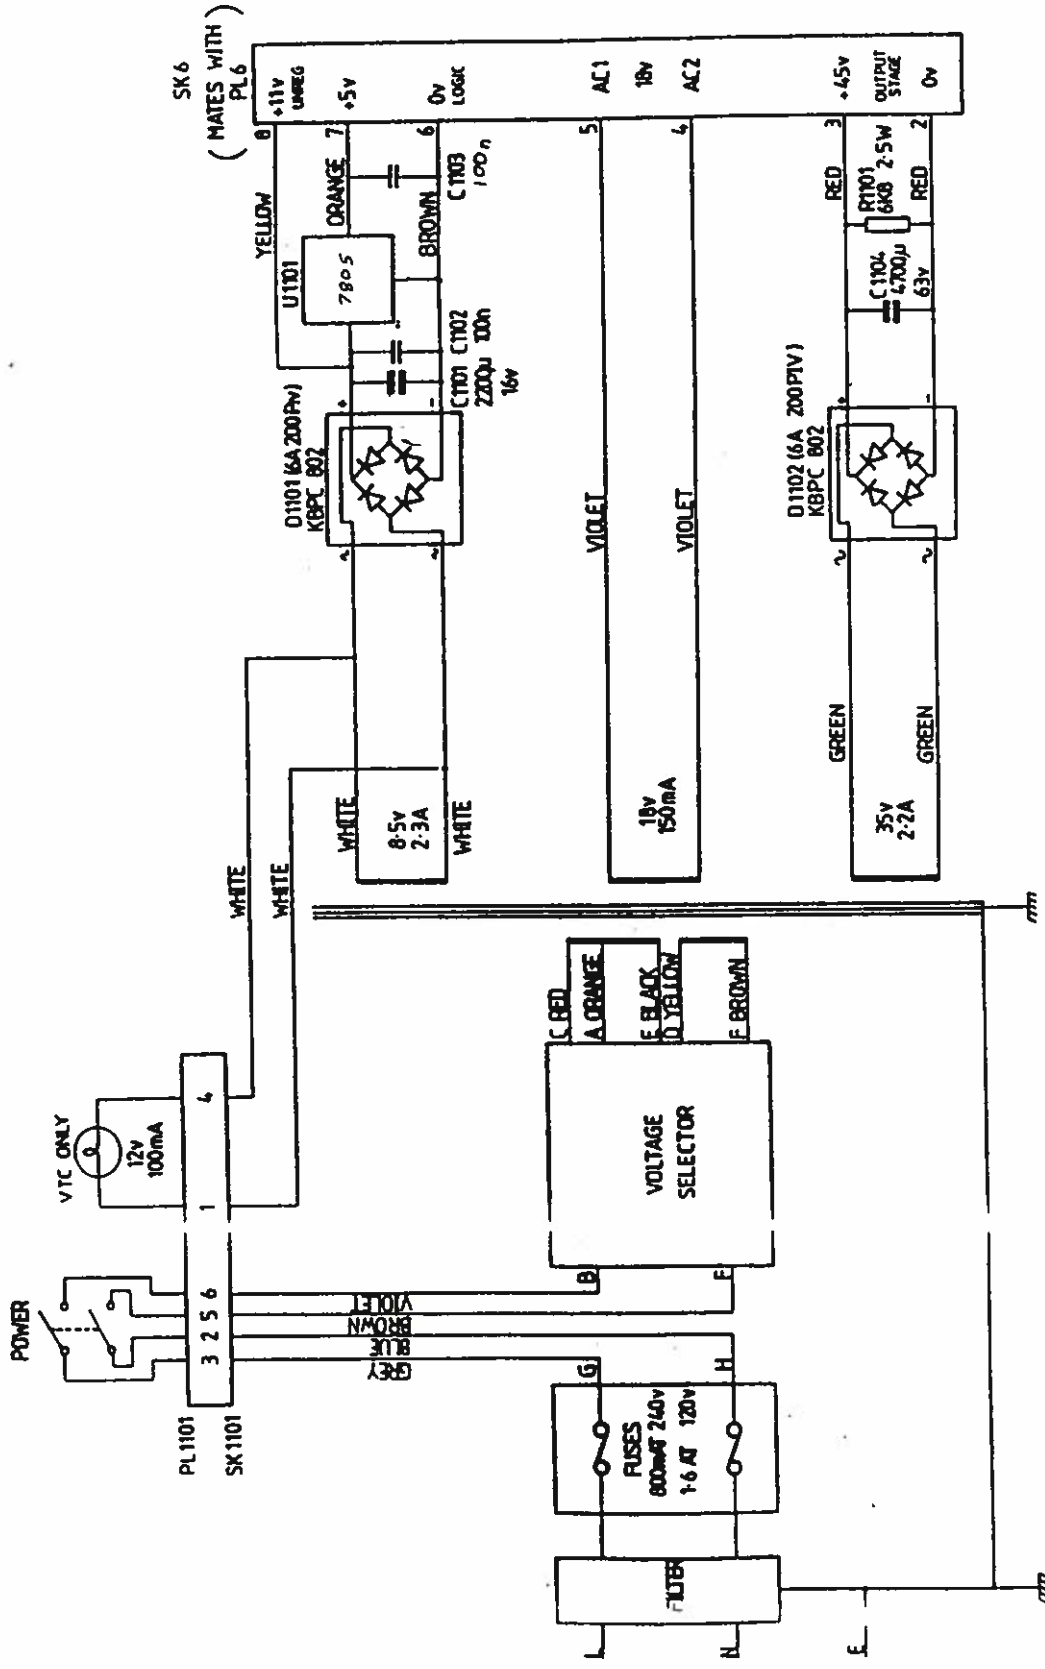 POWER
VTC ONLY
12v
100mA
PL1101
3 2 5 6 1 4
SK1101
WHITE
WHITE
GREY
BLUE
BROWN
VIOLET
L
N
E
FILTER
FUSES
800mAT 240v
1·6 AT 120v
G
H
B
F
VOLTAGE
SELECTOR
C RED
A ORANGE
E BLACK
D YELLOW
F BROWN
WHITE
8·5v
2·3A
WHITE
18v
150mA
35v
2·2A
GREEN
GREEN
VIOLET
VIOLET
D1101 (6A 200PIV)
KBPC 802
~
~
+
-
C1101
2200µ
16v
C1102
100n
U1101
7805
YELLOW
ORANGE
BROWN
C1103
100n
D1102 (6A 200PIV)
KBPC 802
~
~
+
-
C1104
4700µ
63v
R1101
6K8 2·5W
RED
RED
SK6
(MATES WITH)
PL6
8 +11v
UNREG
7 +5v
6 0v
LOGIC
5 AC1
18v
4 AC2
3 +45v
OUTPUT
STAGE
2 0v